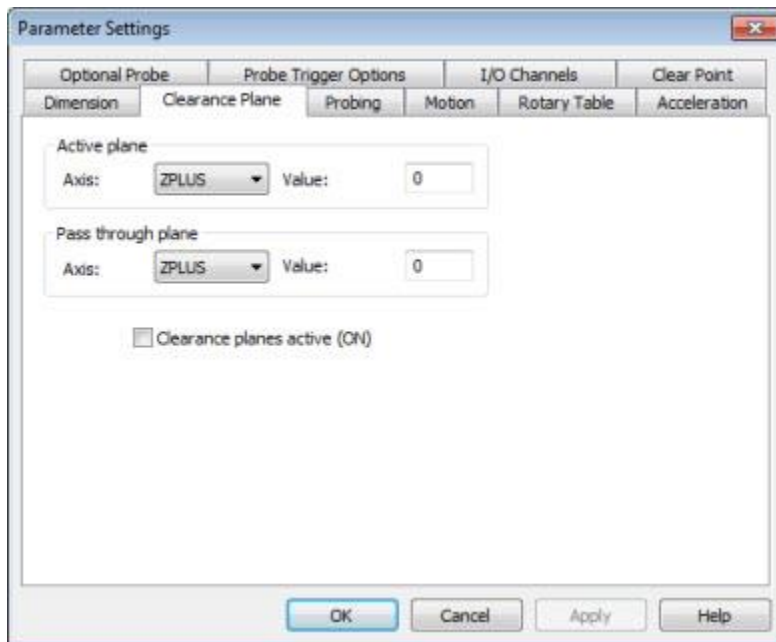 Parameter Settings
Optional Probe Probe Trigger Options I/O Channels Clear Point
Dimension Clearance Plane Probing Motion Rotary Table Acceleration
Active plane
Axis: ZPLUS Value: 0
Pass through plane
Axis: ZPLUS Value: 0
Clearance planes active (ON)
OK Cancel Apply Help